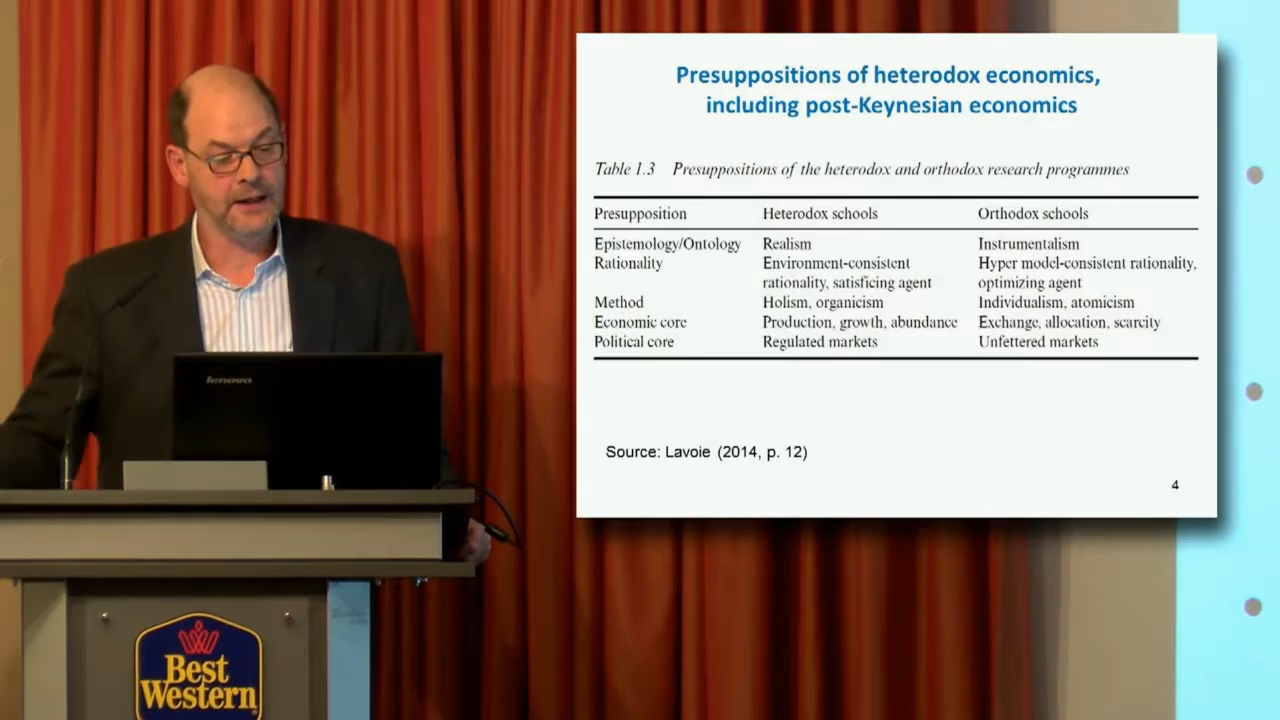 Presuppositions of heterodox economics,
including post-Keynesian economics
Table 1.3 Presuppositions of the heterodox and orthodox research programmes
Presupposition Heterodox schools Orthodox schools
Epistemology/Ontology Realism Instrumentalism
Rationality Environment-consistent Hyper model-consistent rationality,
rationality, satisficing agent optimizing agent
Method Holism, organicism Individualism, atomicism
Economic core Production, growth, abundance Exchange, allocation, scarcity
Political core Regulated markets Unfettered markets
Source: Lavoie (2014, p. 12)
4
lenovo
Best
Western